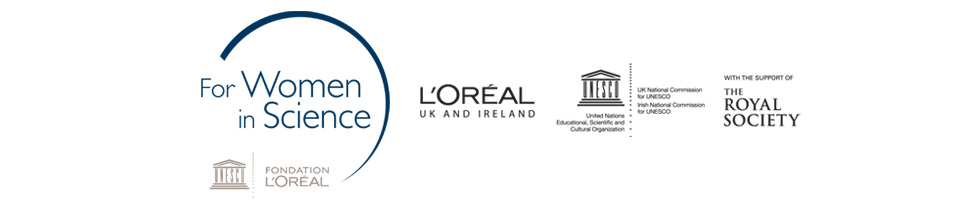 For Women
in Science
UNESCO
FONDATION
L'ORÉAL
L'ORÉAL
UK AND IRELAND
UNESCO
United Nations
Educational, Scientific and
Cultural Organization
UK National Commission
for UNESCO
Irish National Commission
for UNESCO
WITH THE SUPPORT OF
THE
ROYAL
SOCIETY